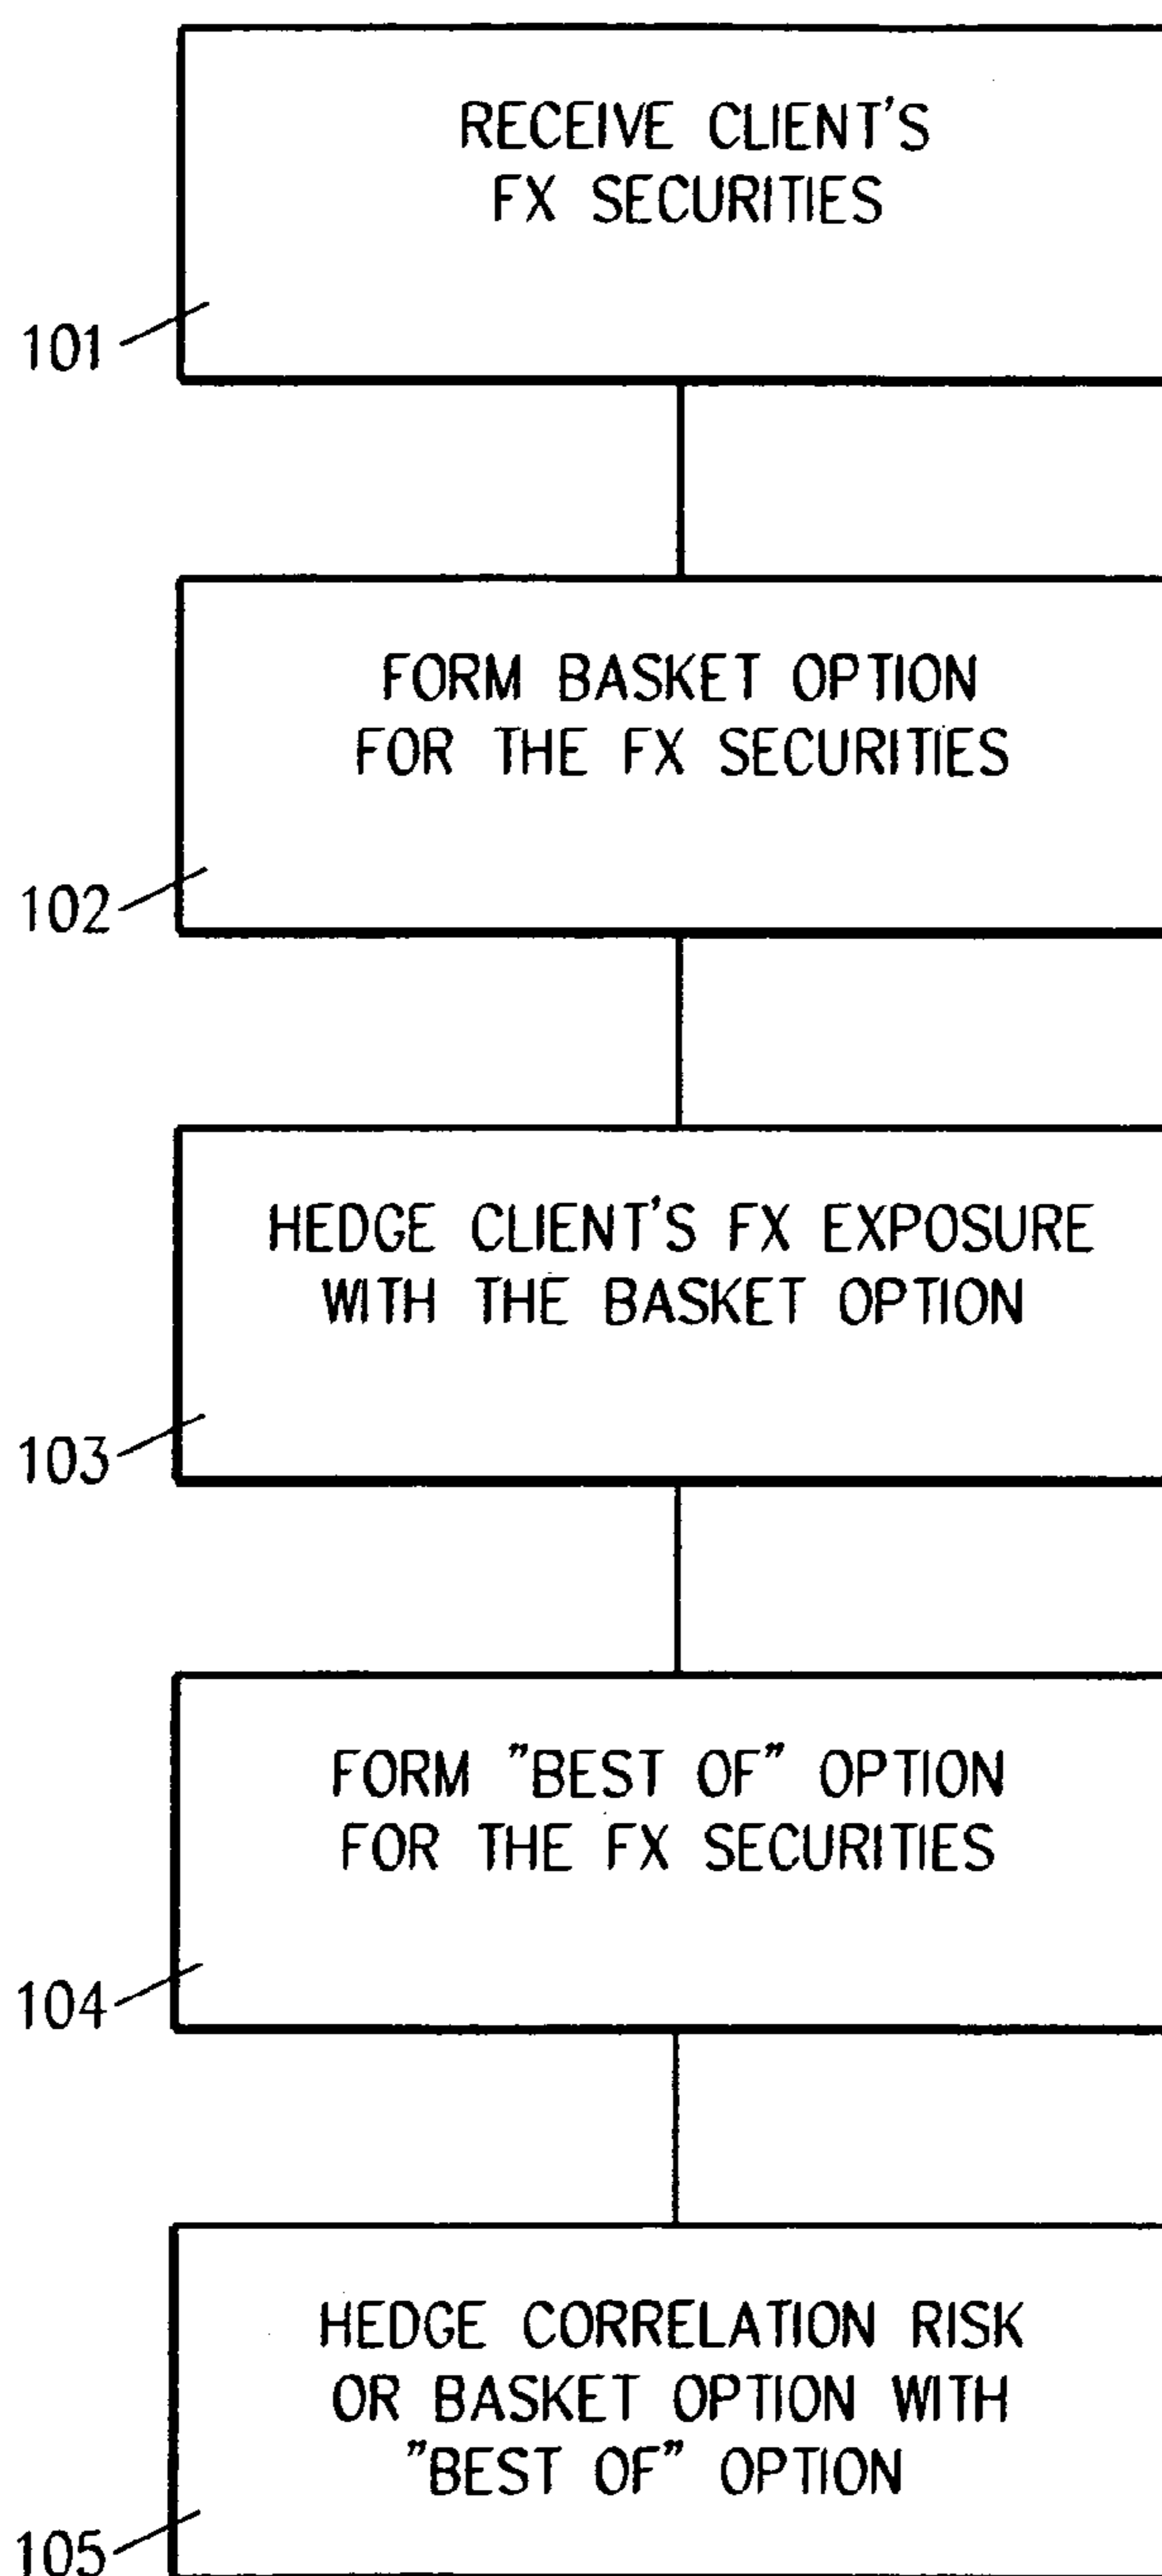 RECEIVE CLIENT'S
FX SECURITIES
101
FORM BASKET OPTION
FOR THE FX SECURITIES
102
HEDGE CLIENT'S FX EXPOSURE
WITH THE BASKET OPTION
103
FORM "BEST OF" OPTION
FOR THE FX SECURITIES
104
HEDGE CORRELATION RISK
OR BASKET OPTION WITH
"BEST OF" OPTION
105